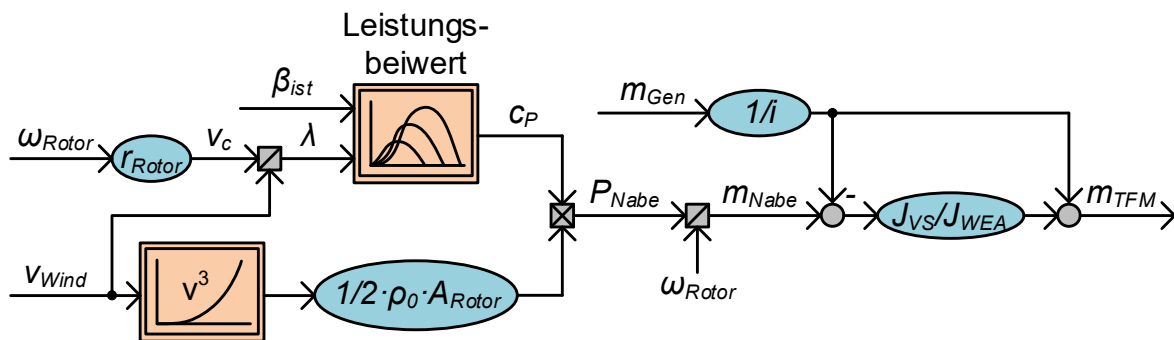 Leistungs-
beiwert
β_ist
m_Gen
1/i
c_P
ω_Rotor
r_Rotor
v_c
λ
P_Nabe
m_Nabe
-
J_VS/J_WEA
m_TFM
v_Wind
v³
1/2·ρ₀·A_Rotor
ω_Rotor